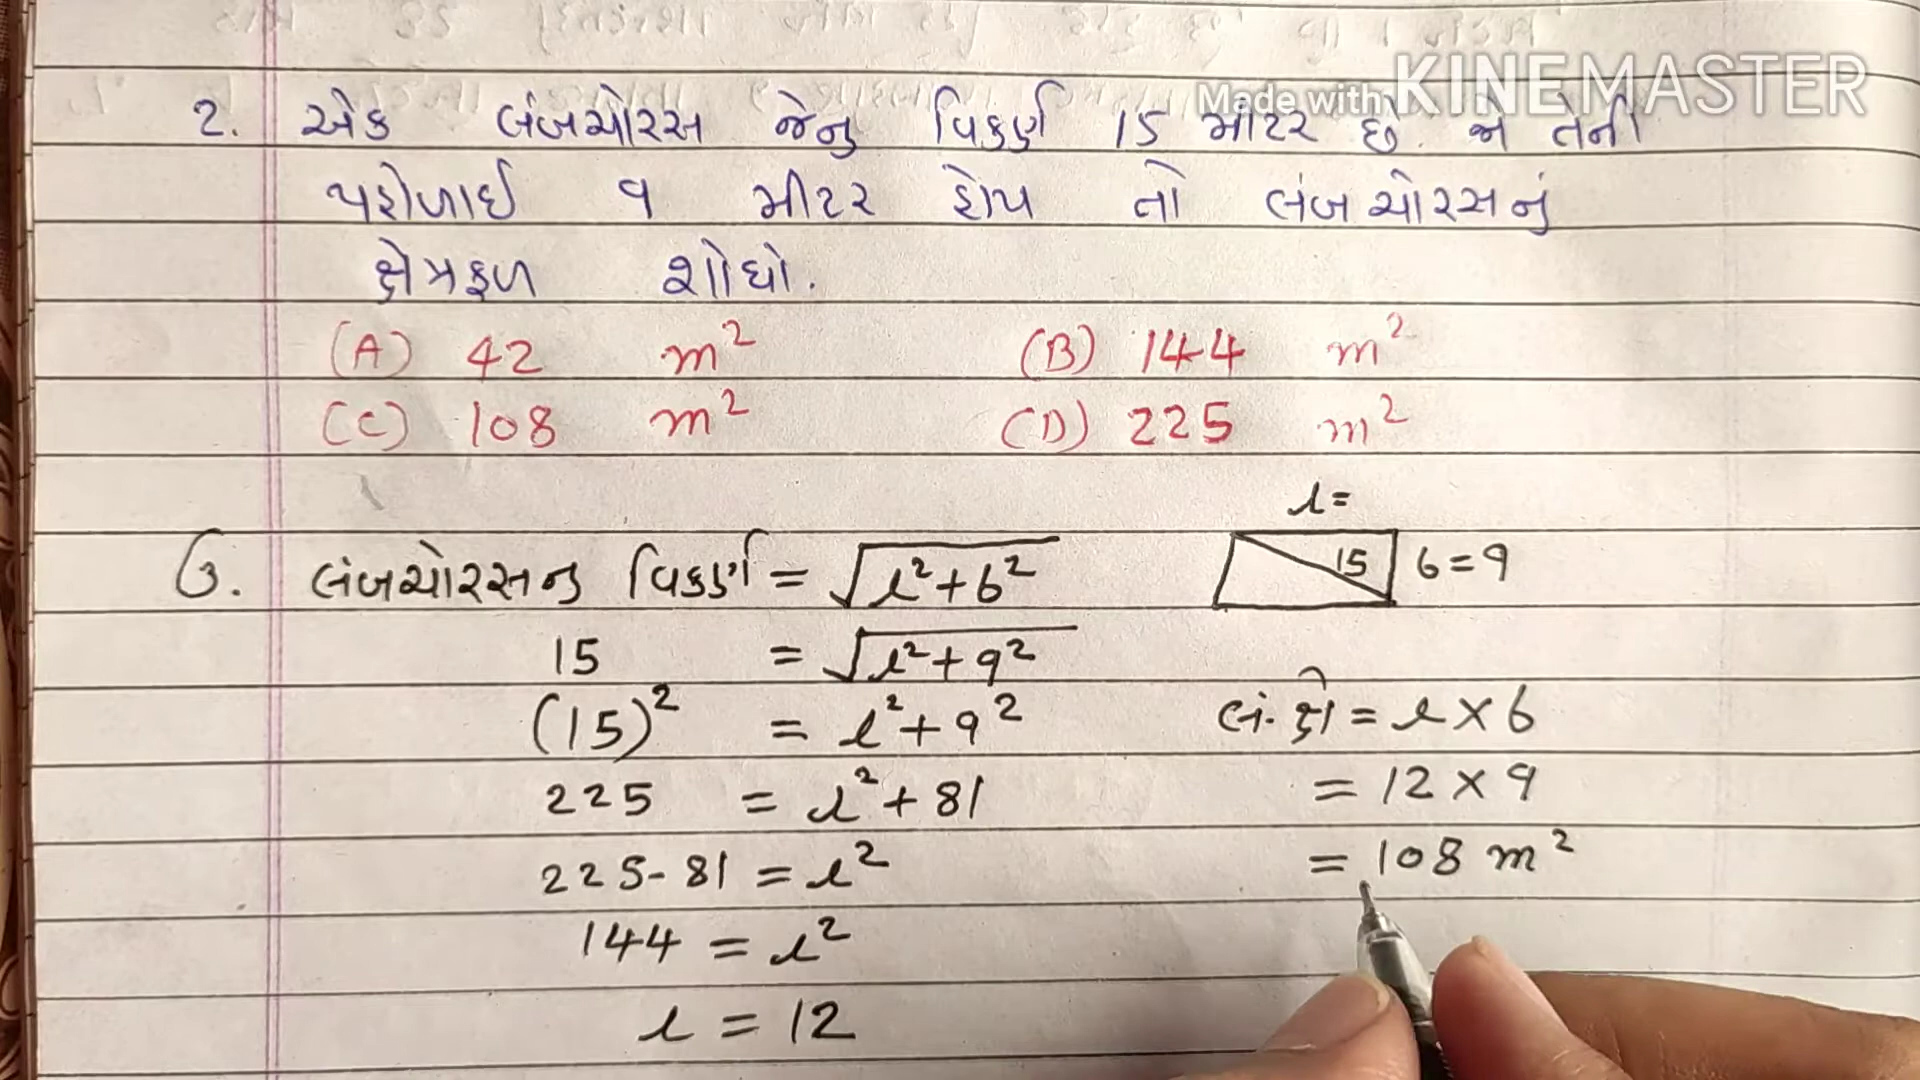 Made with KINEMASTER
2. એક લંબચોરસ જેનુ વિકર્ણ 15 મીટર છે. જો તેની
પહોળાઈ 9 મીટર હોય તો લંબચોરસનું
ક્ષેત્રફળ શોધો.
(A) 42 m² (B) 144 m²
(C) 108 m² (D) 225 m²
l=
ઉ. લંબચોરસનુ વિકર્ણ = √l²+b² 15 b=9
15 = √l²+9²
(15)² = l²+9² લં. ક્ષે = l×b
225 = l²+81 = 12×9
225-81 = l² = 108 m²
144 = l²
l = 12